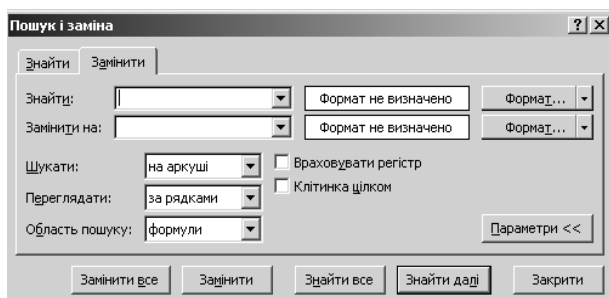 Пошук і заміна
Знайти Замінити
Знайти: Формат не визначено Формат...
Замінити на: Формат не визначено Формат...
Шукати: на аркуші Враховувати регістр
Переглядати: за рядками Клітинка цілком
Область пошуку: формули Параметри <<
Замінити все Замінити Знайти все Знайти далі Закрити